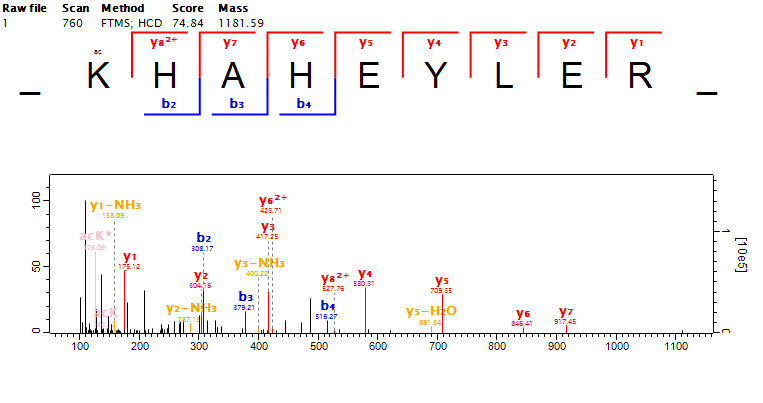 Raw file Scan Method Score Mass
1 760 FTMS; HCD 74.84 1181.59
ac
y₈²⁺ y₇ y₆ y₅ y₄ y₃ y₂ y₁
_ K H A H E Y L E R _
b₂ b₃ b₄
y₆²⁺
423.71
y₁-NH₃
158.09
y₃
417.25
acK*
126.09
b₂
308.17
y₁
175.12
y₃-NH₃
400.22
y₂
304.16
y₈²⁺
527.76
y₄
580.31
y₅
709.35
b₃
379.21
b₄
516.27
y₂-NH₃
acK
y₅-H₂O
691.34
y₆
846.41
y₇
917.45
100
50
0
1
[10e5]
100 200 300 400 500 600 700 800 900 1000 1100